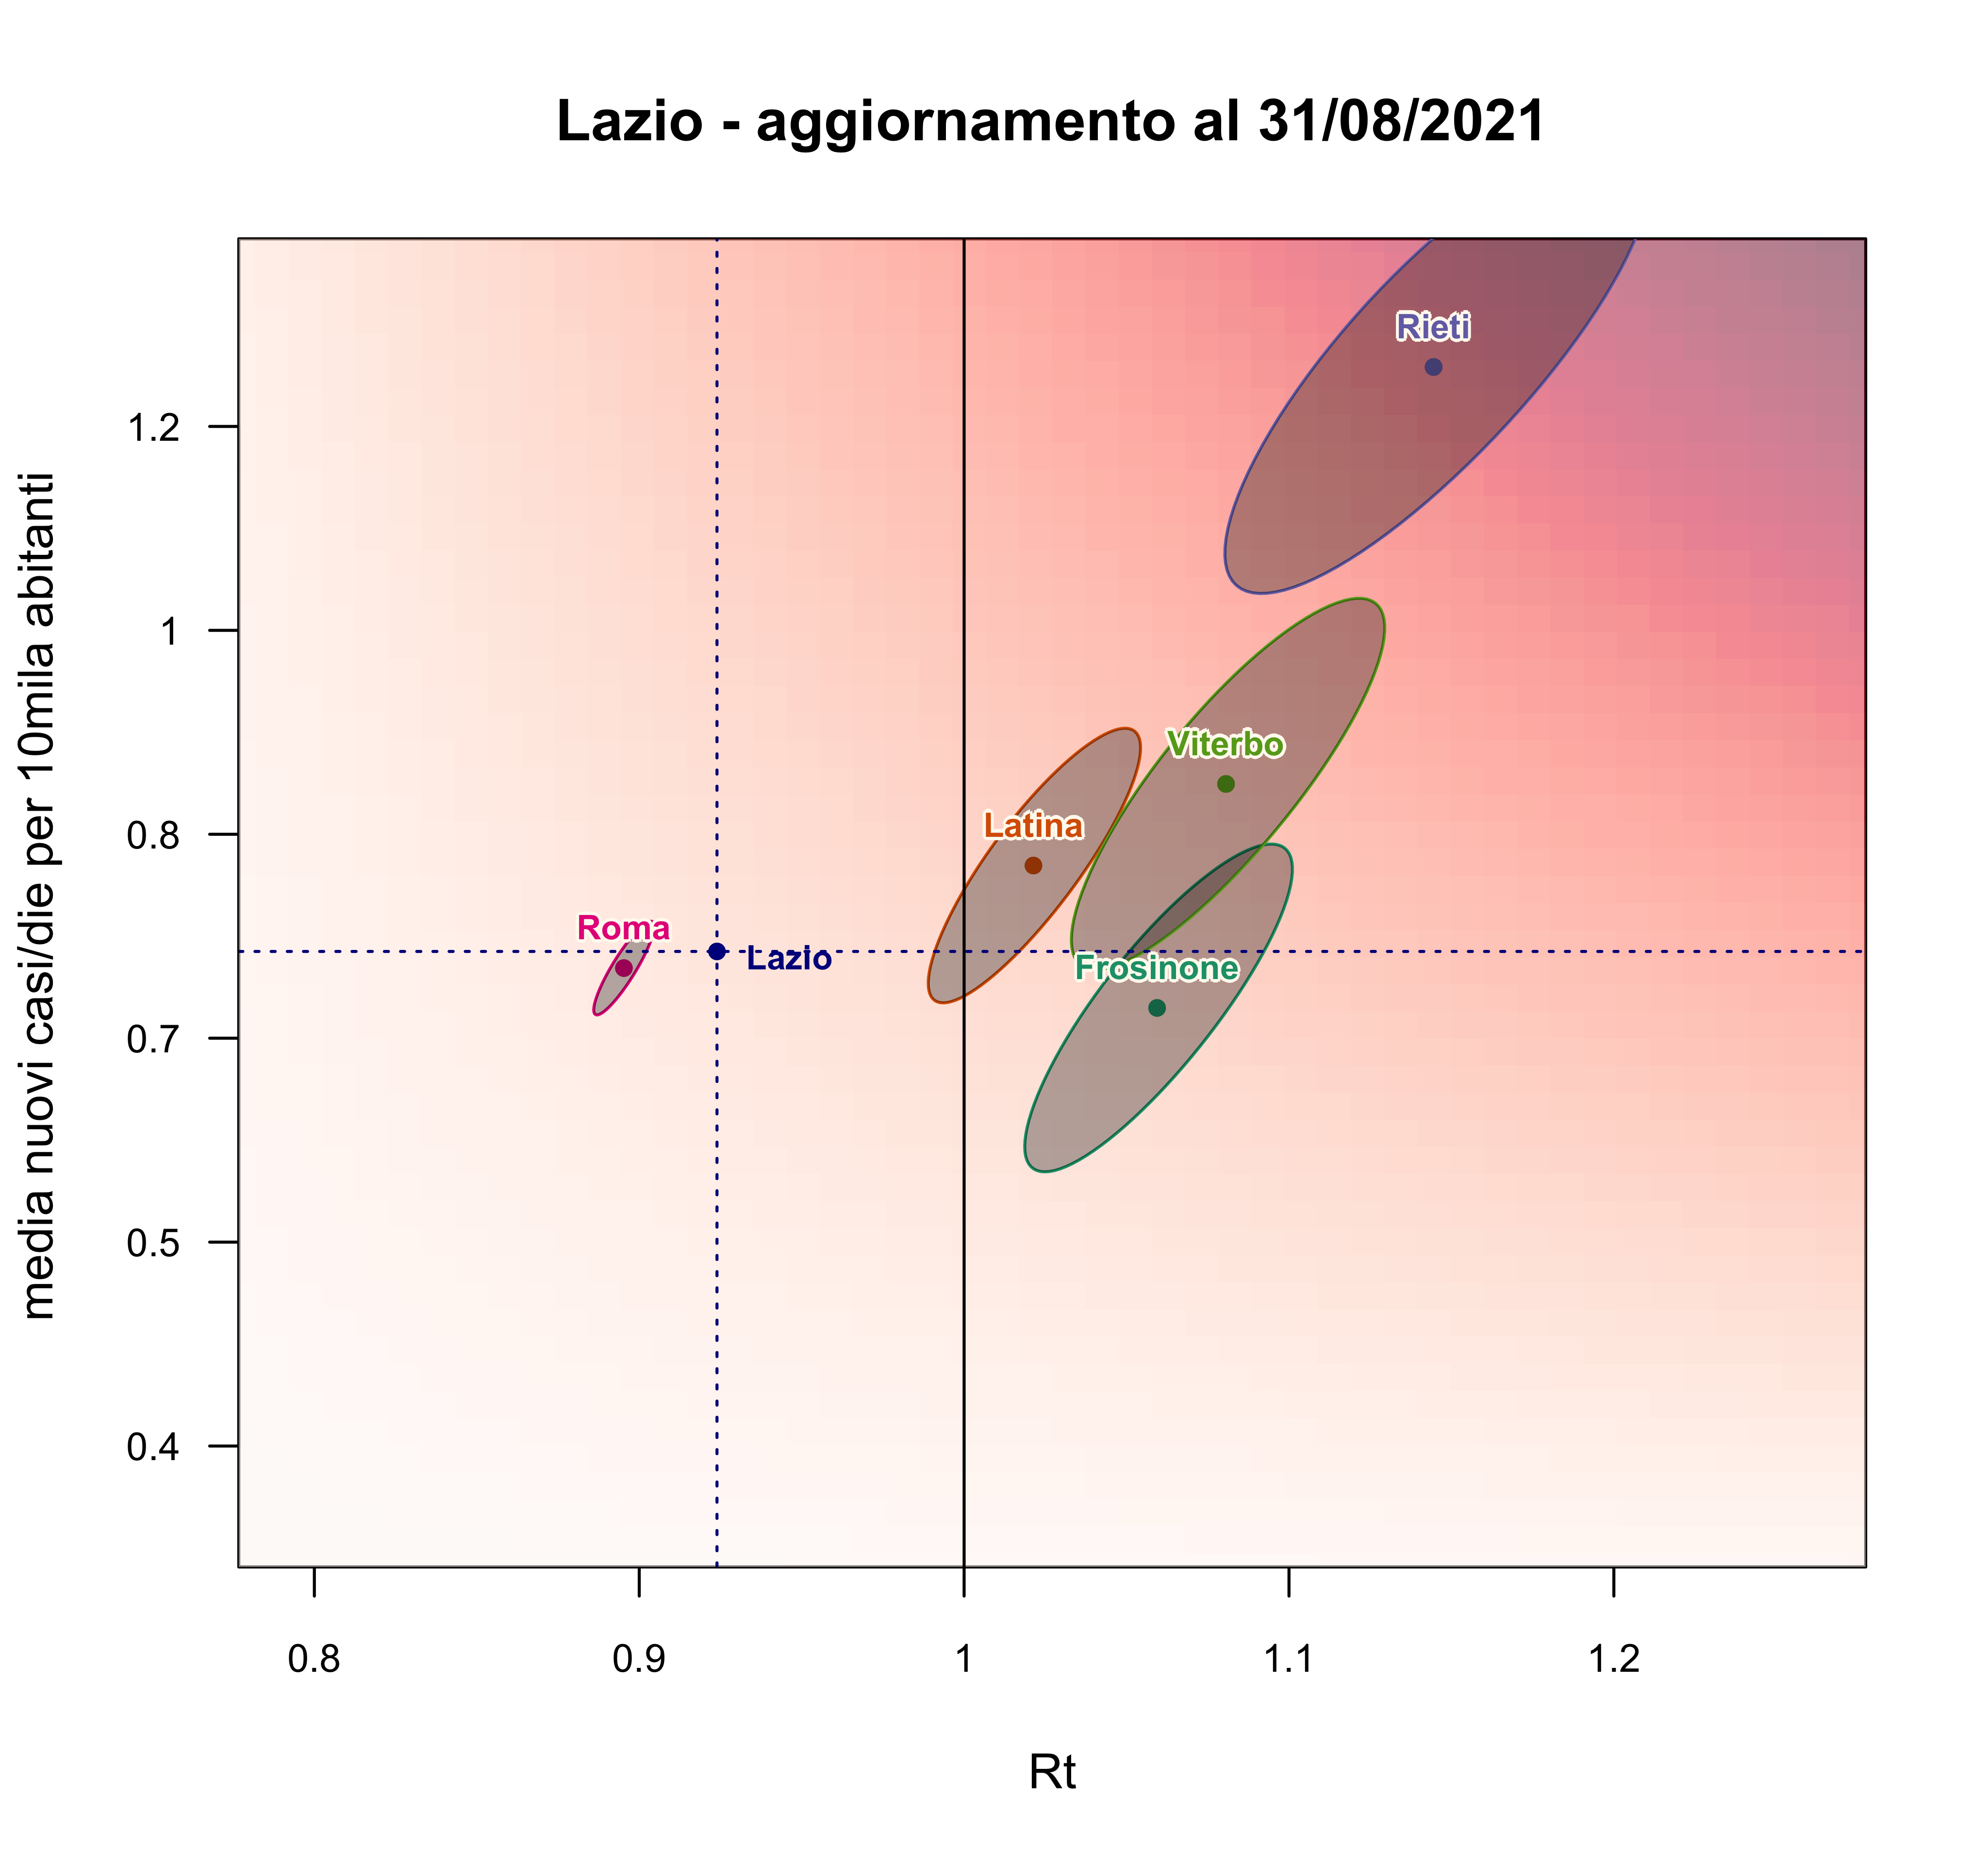 Lazio - aggiornamento al 31/08/2021
media nuovi casi/die per 10mila abitanti
1.2
1
0.8
0.7
0.5
0.4
Rieti
Viterbo
Latina
Roma
Lazio
Frosinone
0.8
0.9
1
1.1
1.2
Rt